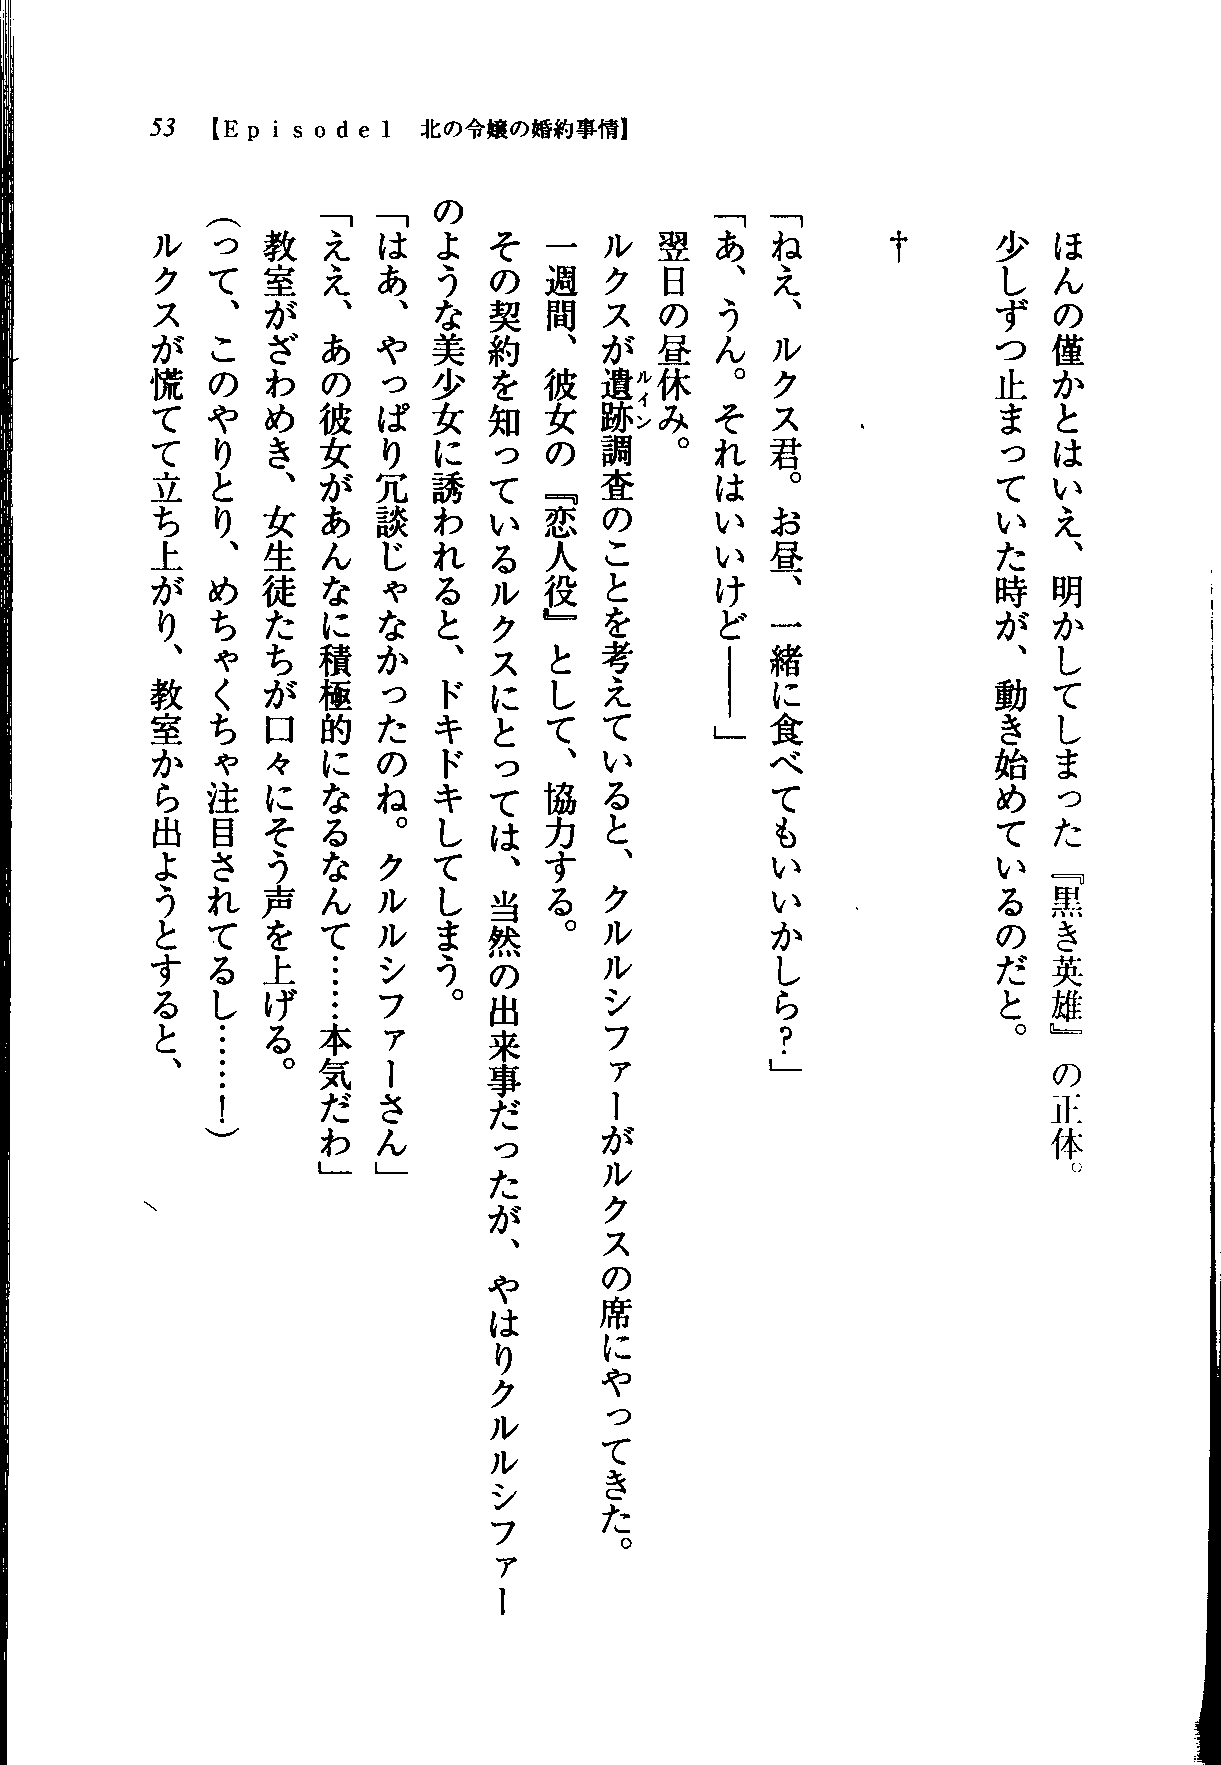 53 【Episode1 北の令嬢の婚約事情】
ほんの僅かとはいえ、明かしてしまった『黒き英雄』の正体。
少しずつ止まっていた時が、動き始めているのだと。
†
「ねえ、ルクス君。お昼、一緒に食べてもいいかしら?」
「あ、うん。それはいいけど――」
翌日の昼休み。
ルクスが遺跡調査のことを考えていると、クルルシファーがルクスの席にやってきた。
ルイン
一週間、彼女の『恋人役』として、協力する。
その契約を知っているルクスにとっては、当然の出来事だったが、やはりクルルシファー
のような美少女に誘われると、ドキドキしてしまう。
「はあ、やっぱり冗談じゃなかったのね。クルルシファーさん」
「ええ、あの彼女があんなに積極的になるなんて……本気だわ」
教室がざわめき、女生徒たちが口々にそう声を上げる。
(って、このやりとり、めちゃくちゃ注目されてるし……!)
ルクスが慌てて立ち上がり、教室から出ようとすると、